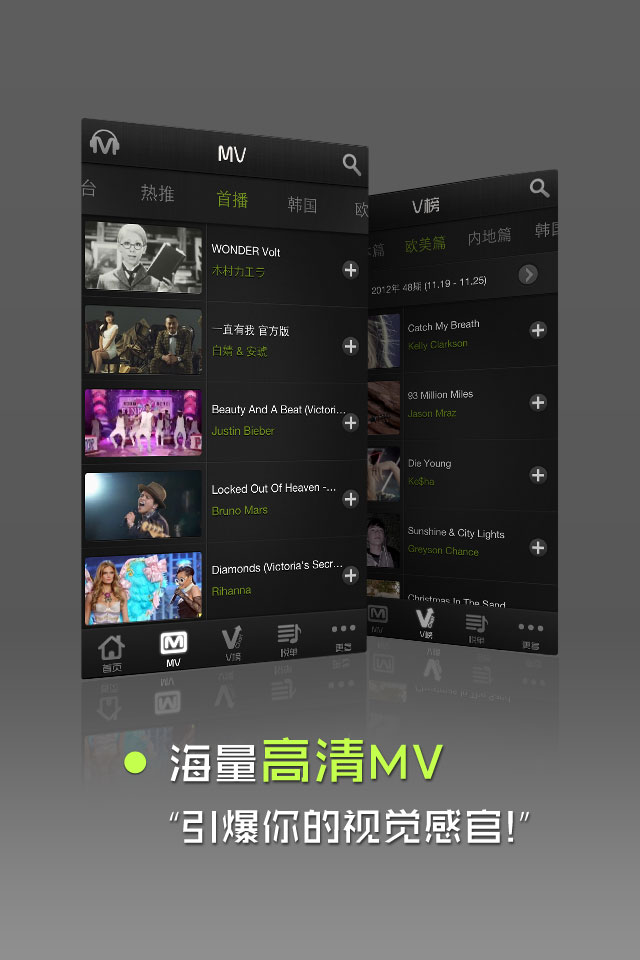 MV
台 热推 首播 韩国 欧
WONDER Volt
木村カエラ
一直有我 官方版
白婧 & 安琥
Beauty And A Beat (Victori...
Justin Bieber
Locked Out Of Heaven -...
Bruno Mars
Diamonds (Victoria's Secr...
Rihanna
首页 MV V榜 悦单 更多
V榜
篇 欧美篇 内地篇 韩国
2012年 48期 (11.19 - 11.25)
Catch My Breath
Kelly Clarkson
93 Million Miles
Jason Mraz
Die Young
Ke$ha
Sunshine & City Lights
Greyson Chance
Christmas In The Sand
MV V榜 悦单 更多
海量高清MV
“引爆你的视觉感官!”